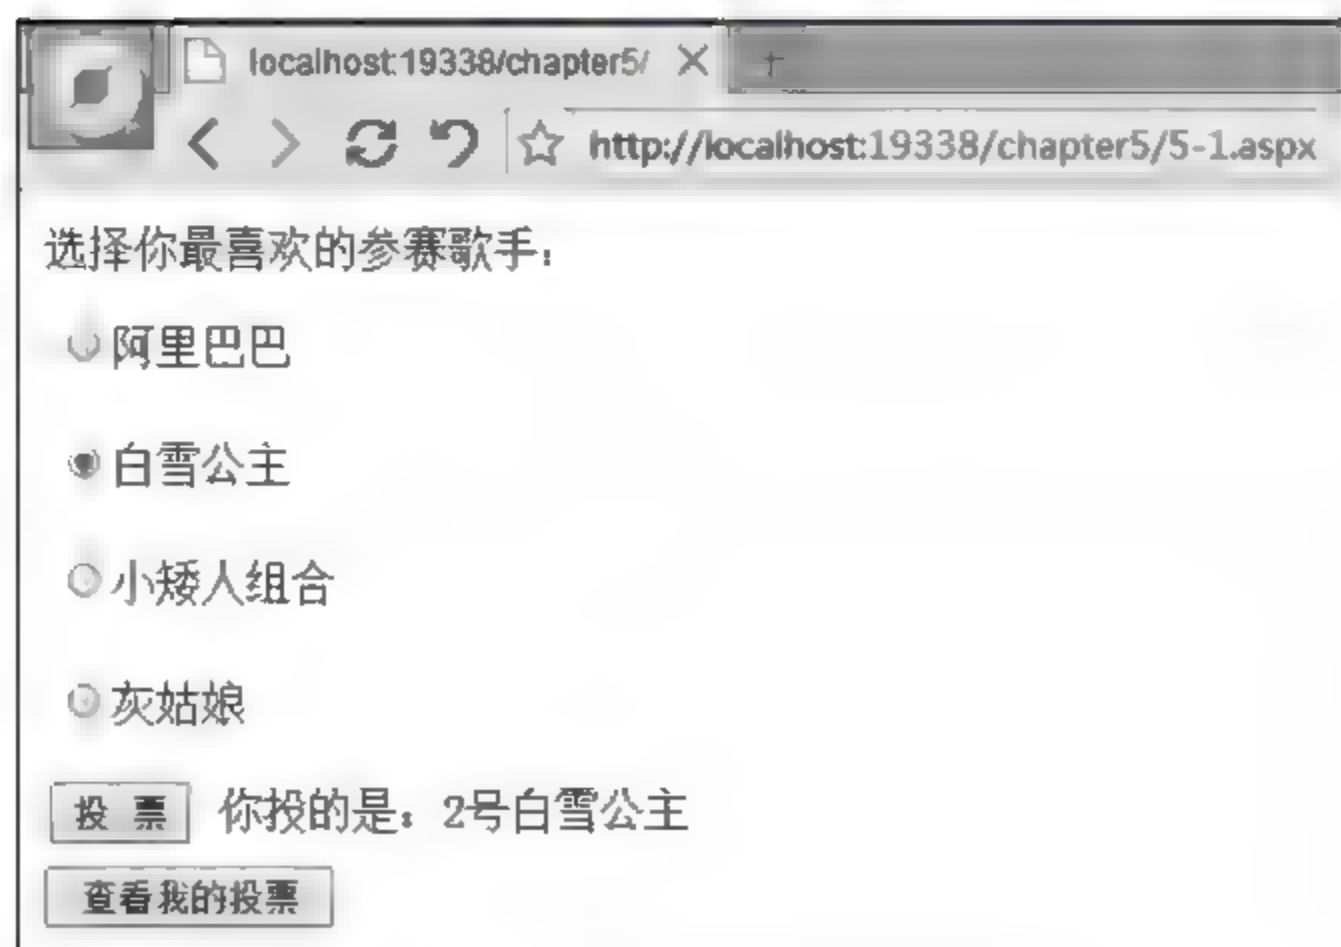 localhost:19338/chapter5/
http://localhost:19338/chapter5/5-1.aspx
选择你最喜欢的参赛歌手：
阿里巴巴
白雪公主
小矮人组合
灰姑娘
投 票 你投的是：2号白雪公主
查看我的投票